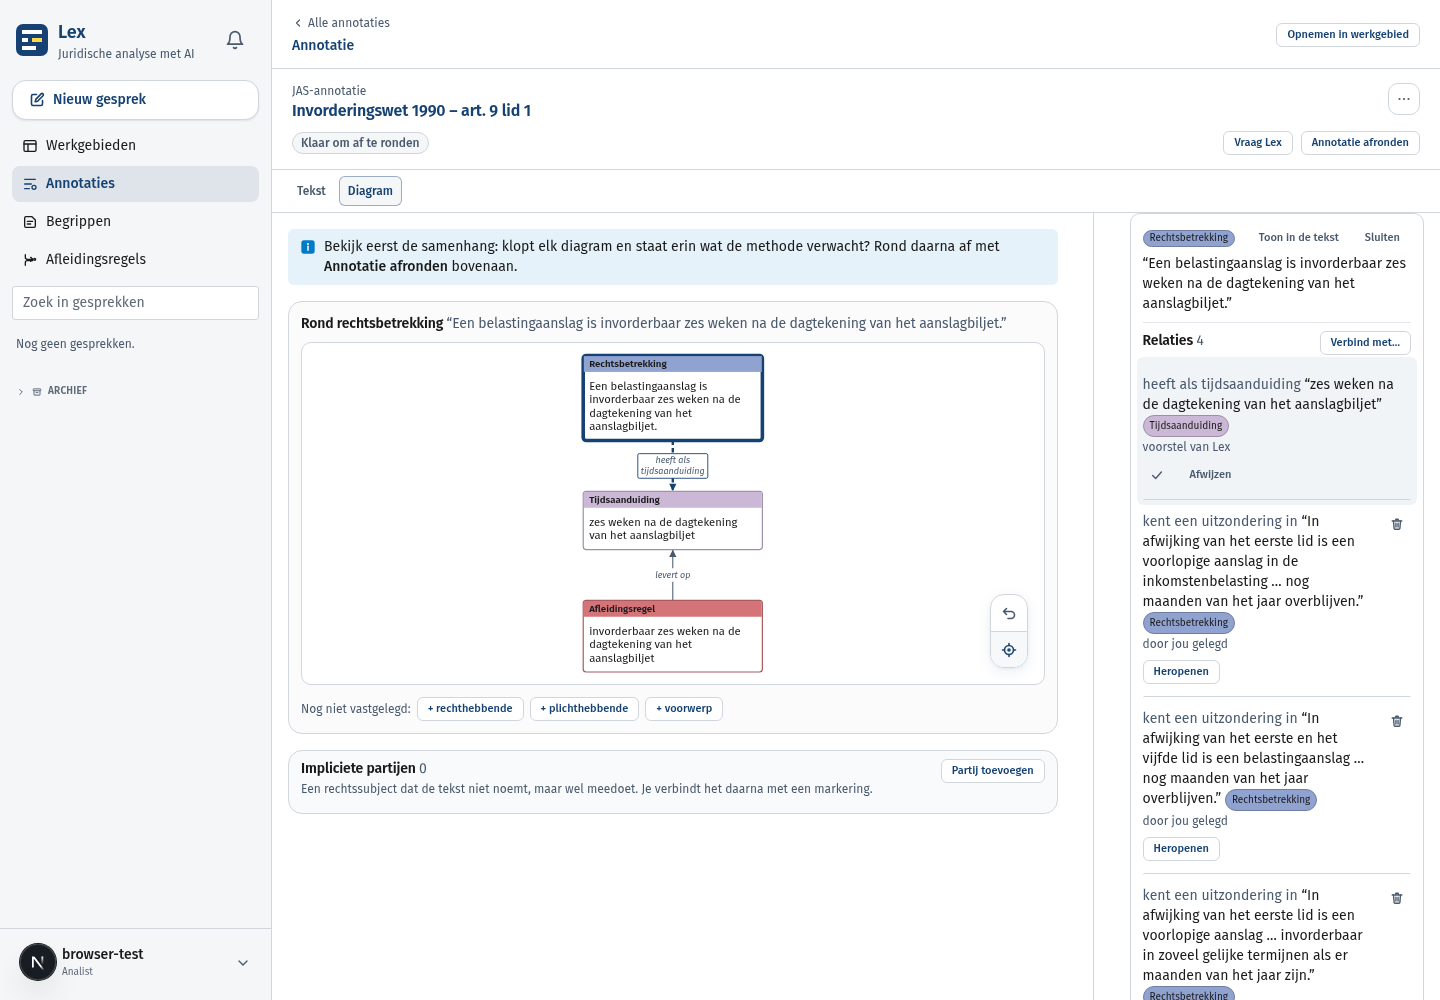 Lex
Juridische analyse met AI
Nieuw gesprek
Werkgebieden
Annotaties
Begrippen
Afleidingsregels
Zoek in gesprekken
Nog geen gesprekken.
ARCHIEF
N
browser-test
Analist
Alle annotaties
Annotatie
Opnemen in werkgebied
JAS-annotatie
Invorderingswet 1990 – art. 9 lid 1
Klaar om af te ronden
Vraag Lex
Annotatie afronden
Tekst
Diagram
Bekijk eerst de samenhang: klopt elk diagram en staat erin wat de methode verwacht? Rond daarna af met
Annotatie afronden bovenaan.
Rond rechtsbetrekking “Een belastingaanslag is invorderbaar zes weken na de dagtekening van het aanslagbiljet.”
Rechtsbetrekking
Een belastingaanslag is
invorderbaar zes weken na de
dagtekening van het
aanslagbiljet.
heeft als
tijdsaanduiding
Tijdsaanduiding
zes weken na de dagtekening
van het aanslagbiljet
levert op
Afleidingsregel
invorderbaar zes weken na de
dagtekening van het
aanslagbiljet
Nog niet vastgelegd:
+ rechthebbende
+ plichthebbende
+ voorwerp
Impliciete partijen 0
Partij toevoegen
Een rechtssubject dat de tekst niet noemt, maar wel meedoet. Je verbindt het daarna met een markering.
Rechtsbetrekking
Toon in de tekst
Sluiten
“Een belastingaanslag is invorderbaar zes
weken na de dagtekening van het
aanslagbiljet.”
Relaties 4
Verbind met...
heeft als tijdsaanduiding “zes weken na
de dagtekening van het aanslagbiljet”
Tijdsaanduiding
voorstel van Lex
Afwijzen
kent een uitzondering in “In
afwijking van het eerste lid is een
voorlopige aanslag in de
inkomstenbelasting ... nog
maanden van het jaar overblijven.”
Rechtsbetrekking
door jou gelegd
Heropenen
kent een uitzondering in “In
afwijking van het eerste en het
vijfde lid is een belastingaanslag ...
nog maanden van het jaar
overblijven.” Rechtsbetrekking
door jou gelegd
Heropenen
kent een uitzondering in “In
afwijking van het eerste lid is een
voorlopige aanslag ... invorderbaar
in zoveel gelijke termijnen als er
maanden van het jaar zijn.”
Rechtsbetrekking